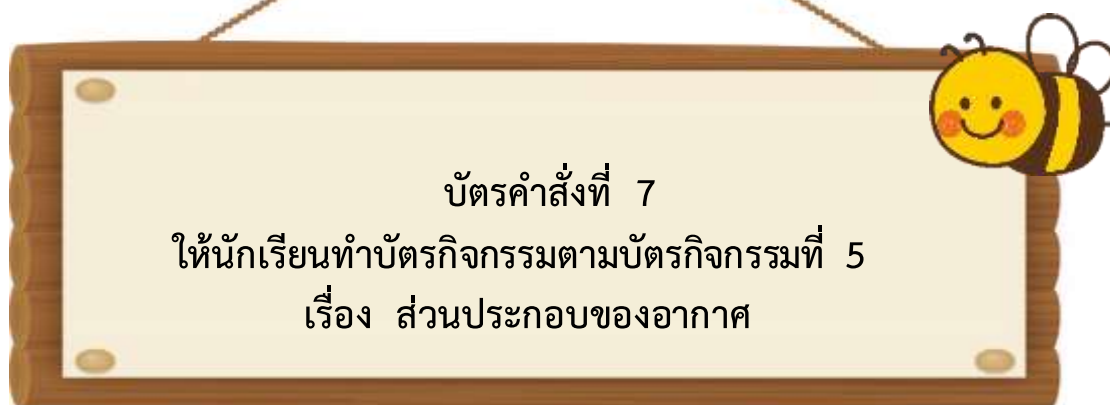 บัตรคำสั่งที่ 7
ให้นักเรียนทำบัตรกิจกรรมตามบัตรกิจกรรมที่ 5
เรื่อง ส่วนประกอบของอากาศ